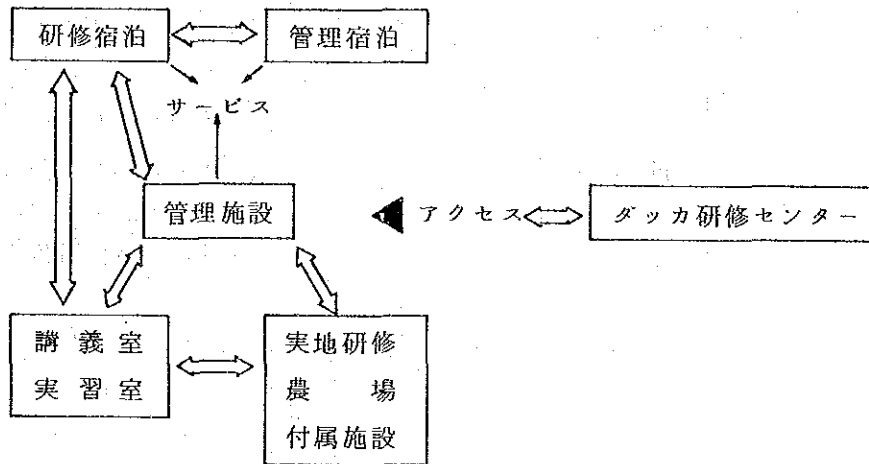 研修宿泊
管理宿泊
サービス
管理施設
アクセス
ダッカ研修センター
講義室
実習室
実地研修
農場
付属施設